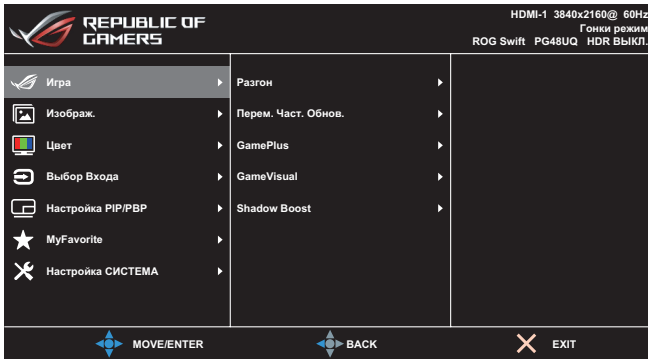 REPUBLIC OF
GAMERS
HDMI-1 3840x2160@ 60Hz
Гонки режим
ROG Swift PG48UQ HDR ВЫКЛ.
Игра
Изображ.
Цвет
Выбор Входа
Настройка PIP/PBP
MyFavorite
Настройка СИСТЕМА
Разгон
Перем. Част. Обнов.
GamePlus
GameVisual
Shadow Boost
MOVE/ENTER
BACK
EXIT